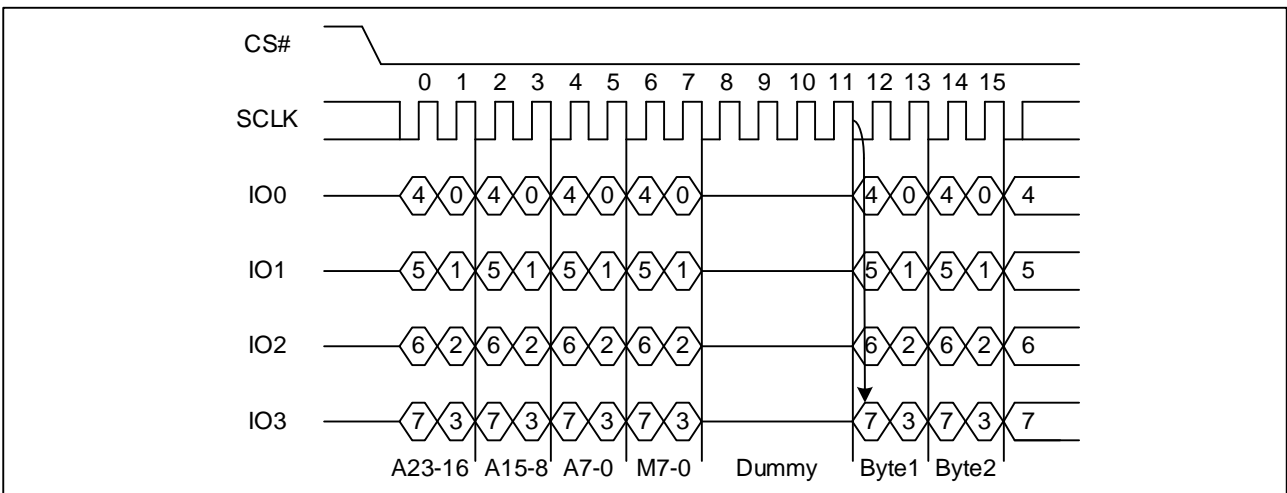 CS#
0 1 2 3 4 5 6 7 8 9 10 11 12 13 14 15
SCLK
IO0 4 0 4 0 4 0 4 0 4 0 4 0 4
IO1 5 1 5 1 5 1 5 1 5 1 5 1 5
IO2 6 2 6 2 6 2 6 2 6 2 6 2 6
IO3 7 3 7 3 7 3 7 3 7 3 7 3 7
A23-16 A15-8 A7-0 M7-0 Dummy Byte1 Byte2